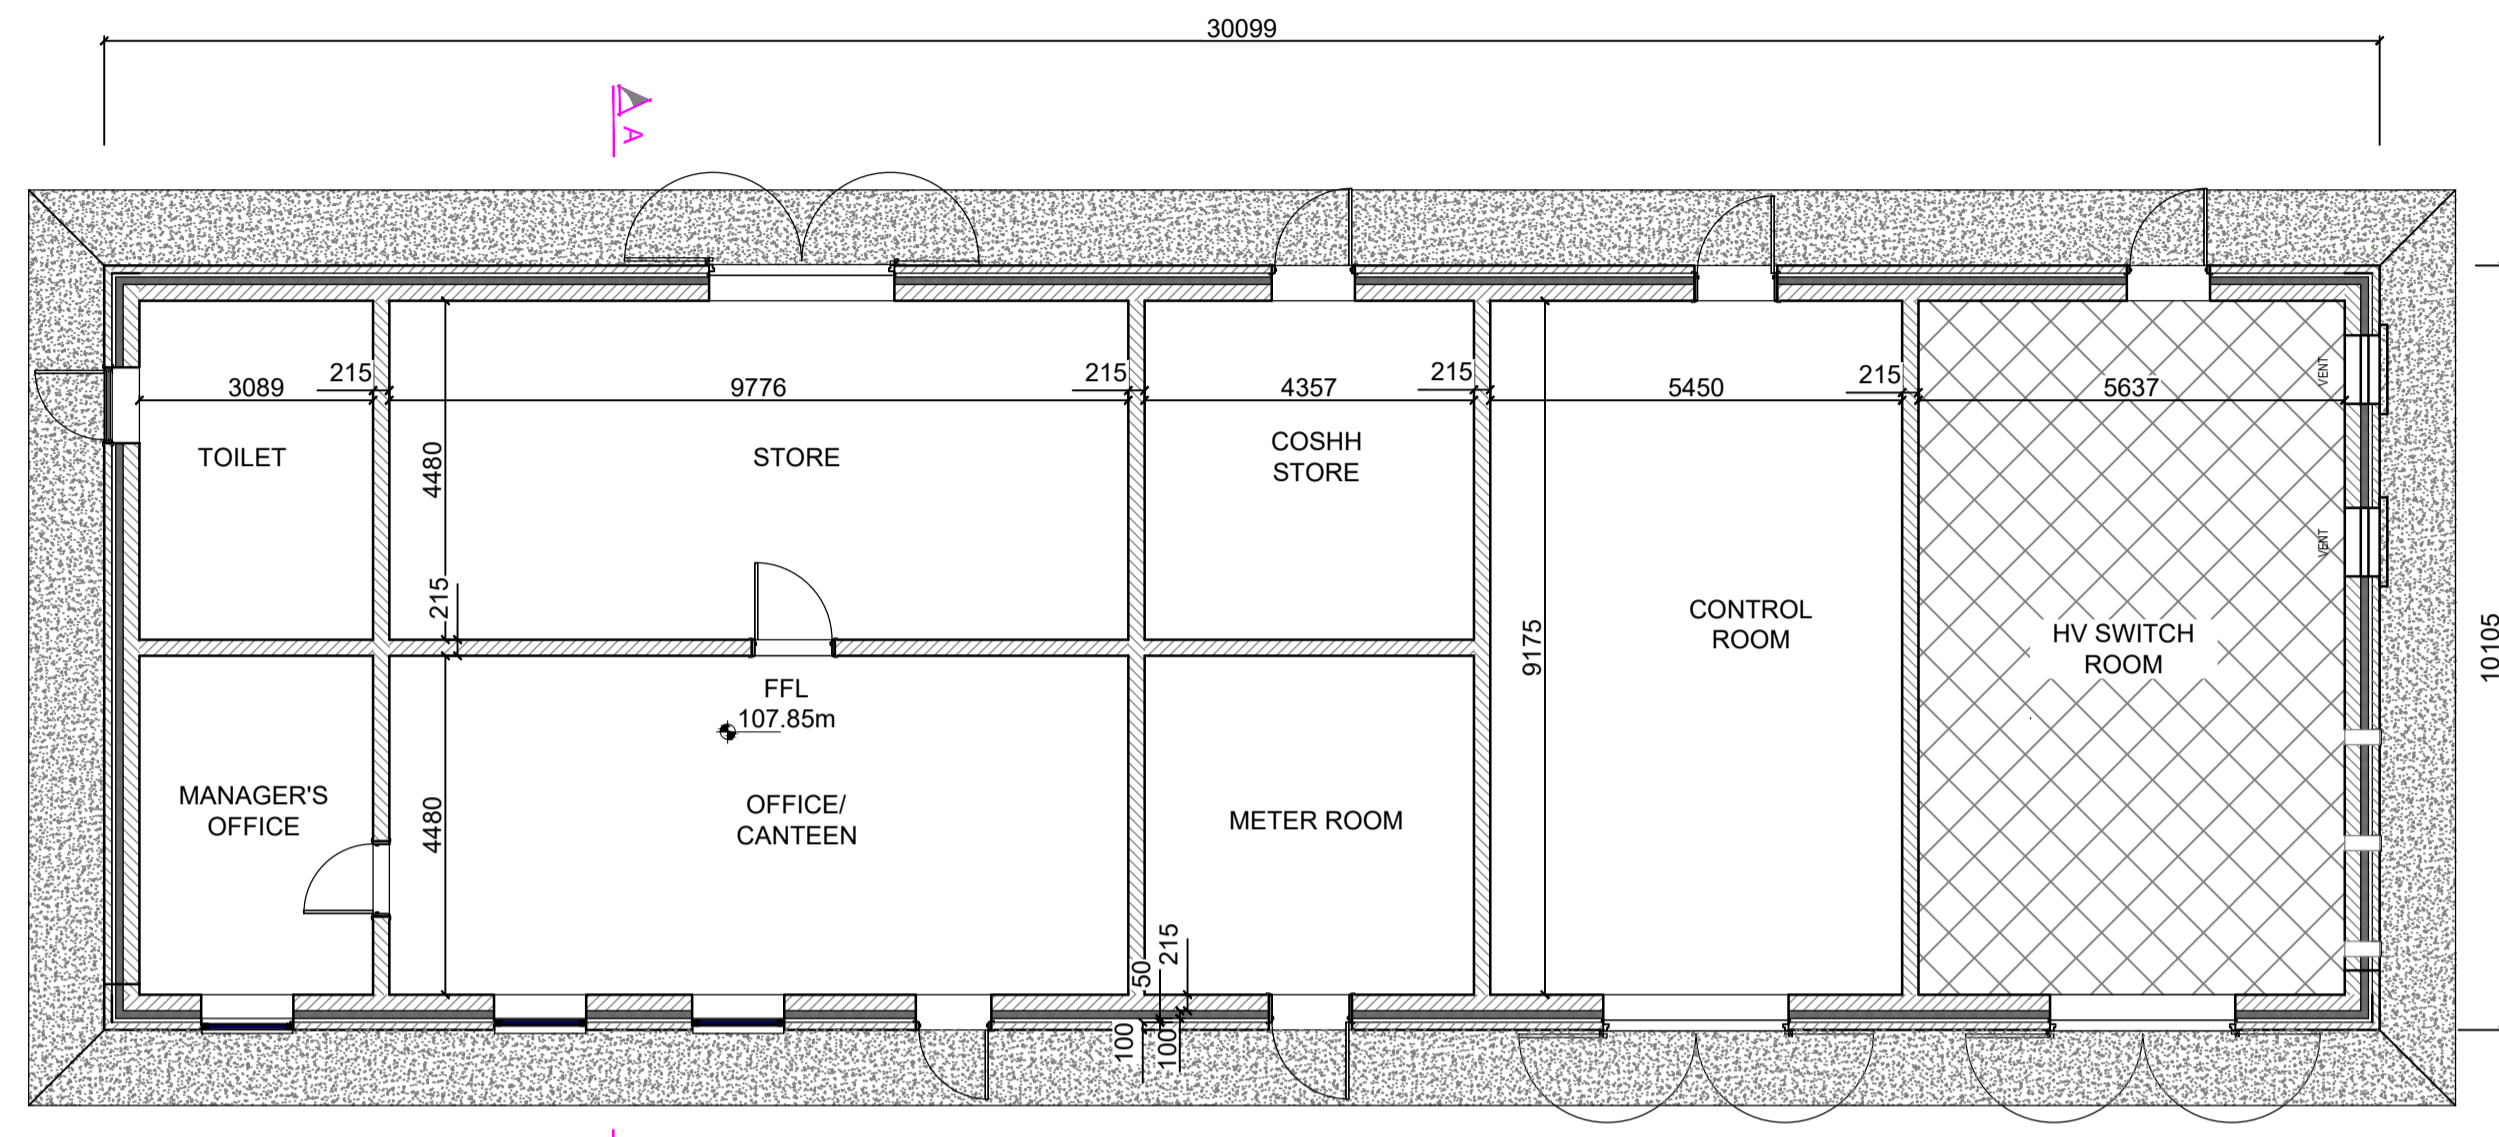 30099
A
215
215
215
215
3089
9776
4357
5450
5637
VENT
TOILET
STORE
COSHH
STORE
4480
VENT
215
CONTROL
ROOM
9175
HV SWITCH
ROOM
10105
FFL
107.85m
MANAGER'S
OFFICE
4480
OFFICE/
CANTEEN
METER ROOM
215
50
100
100